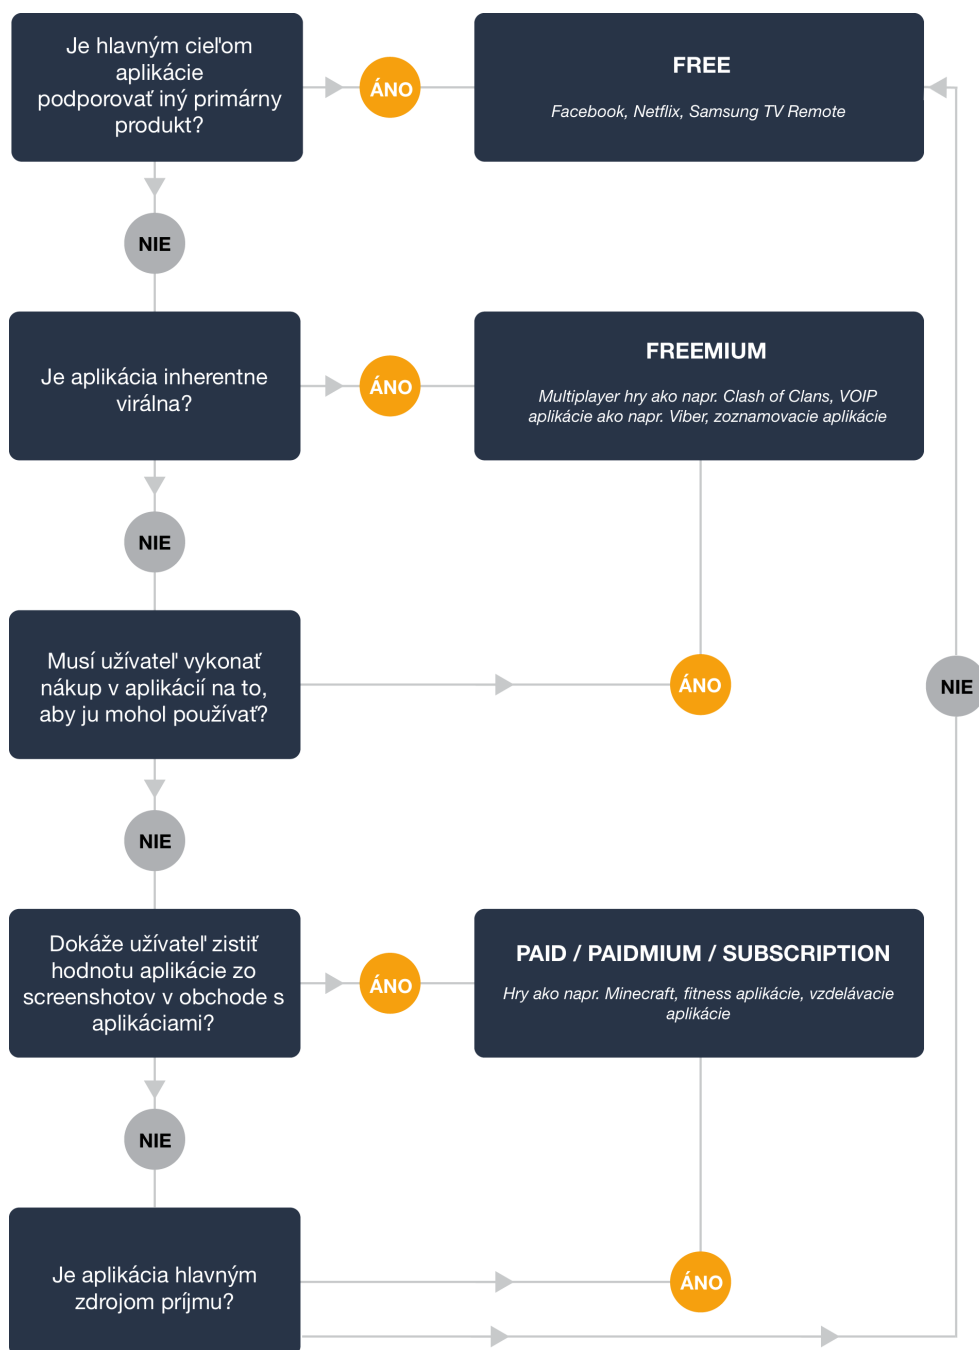 Je hlavným cieľom
aplikácie
podporovať iný primárny
produkt?
ÁNO
FREE
Facebook, Netflix, Samsung TV Remote
NIE
Je aplikácia inherentne
virálna?
ÁNO
FREEMIUM
Multiplayer hry ako napr. Clash of Clans, VOIP
aplikácie ako napr. Viber, zoznamovacie aplikácie
NIE
Musí užívateľ vykonať
nákup v aplikácií na to,
aby ju mohol používať?
ÁNO
NIE
NIE
Dokáže užívateľ zistiť
hodnotu aplikácie zo
screenshotov v obchode s
aplikáciami?
ÁNO
PAID / PAIDMIUM / SUBSCRIPTION
Hry ako napr. Minecraft, fitness aplikácie, vzdelávacie
aplikácie
NIE
Je aplikácia hlavným
zdrojom príjmu?
ÁNO